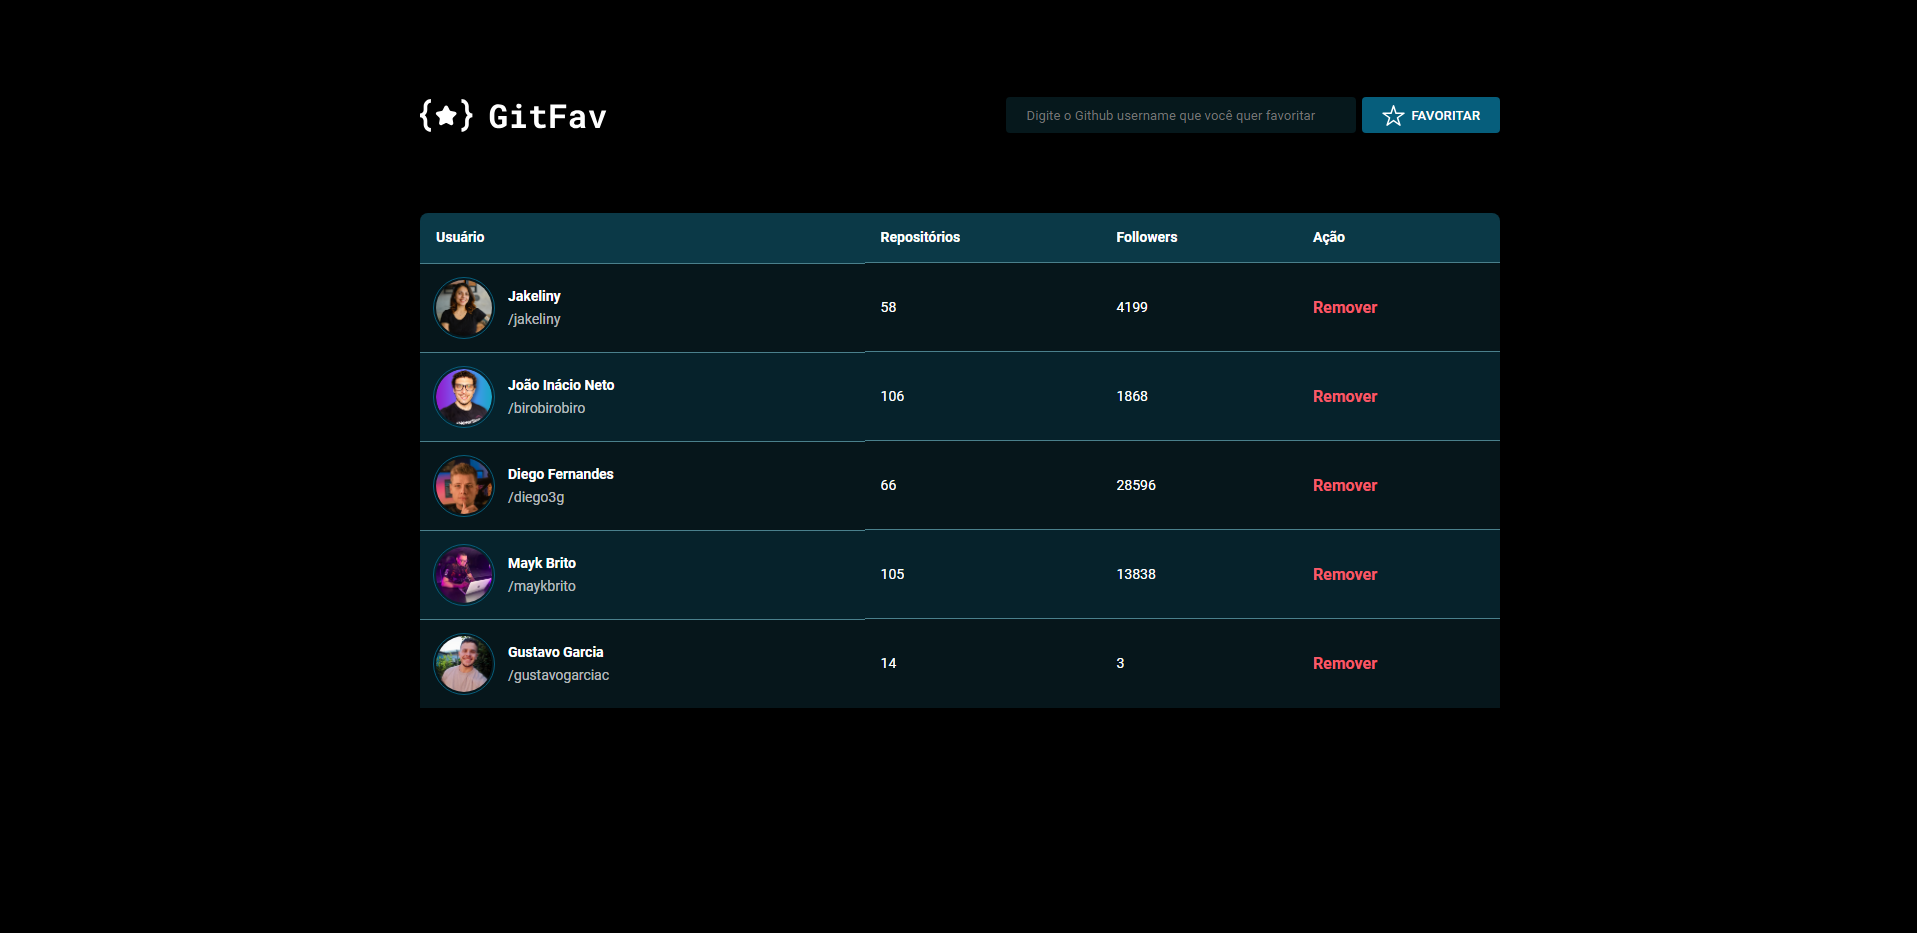 GitFav
Digite o Github username que você quer favoritar
FAVORITAR
Usuário Repositórios Followers Ação
Jakeliny
/jakeliny
58 4199 Remover
João Inácio Neto
/birobirobiro
106 1868 Remover
Diego Fernandes
/diego3g
66 28596 Remover
Mayk Brito
/maykbrito
105 13838 Remover
Gustavo Garcia
/gustavogarciac
14 3 Remover